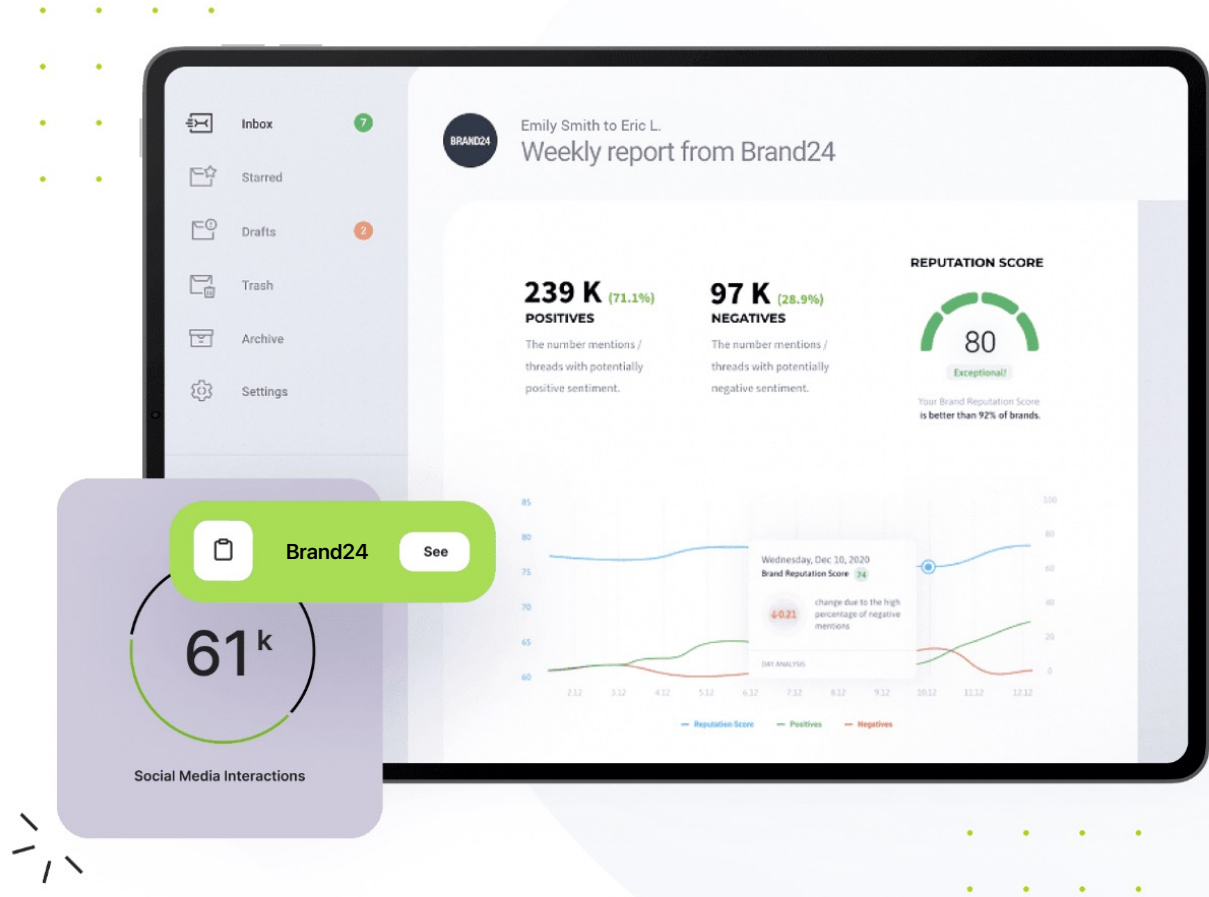 Inbox
7
Starred
Drafts
2
Trash
Archive
Settings
BRAND24
Emily Smith to Eric L.
Weekly report from Brand24
239 K (71.1%)
POSITIVES
The number mentions /
threads with potentially
positive sentiment.
97 K (28.9%)
NEGATIVES
The number mentions /
threads with potentially
negative sentiment.
REPUTATION SCORE
80
Exceptional!
Your Brand Reputation Score
is better than 92% of brands.
85
80
75
70
65
60
100
80
60
40
20
0
Wednesday, Dec 10, 2020
Brand Reputation Score 74
↓0.21
change due to the high
percentage of negative
mentions
DAY ANALYSIS
2.12 3.12 4.12 5.12 6.12 7.12 8.12 9.12 10.12 11.12 12.12
Reputation Score Positives Negatives
Brand24
See
61k
Social Media Interactions